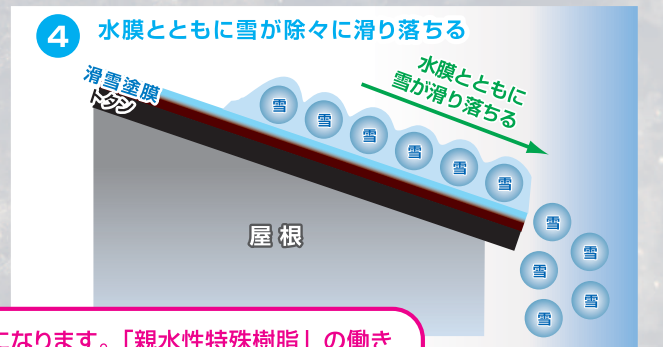 4 水膜とともに雪が除々に滑り落ちる
滑雪塗膜
トタン
水膜とともに
雪が滑り落ちる
雪
雪
雪
雪
雪
雪
屋根
雪
雪
雪
雪
雪
になります。「親水性特殊樹脂」の働き